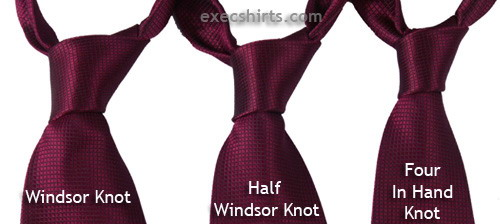 execshirts.com
Windsor Knot
Half
Windsor Knot
Four
In Hand
Knot